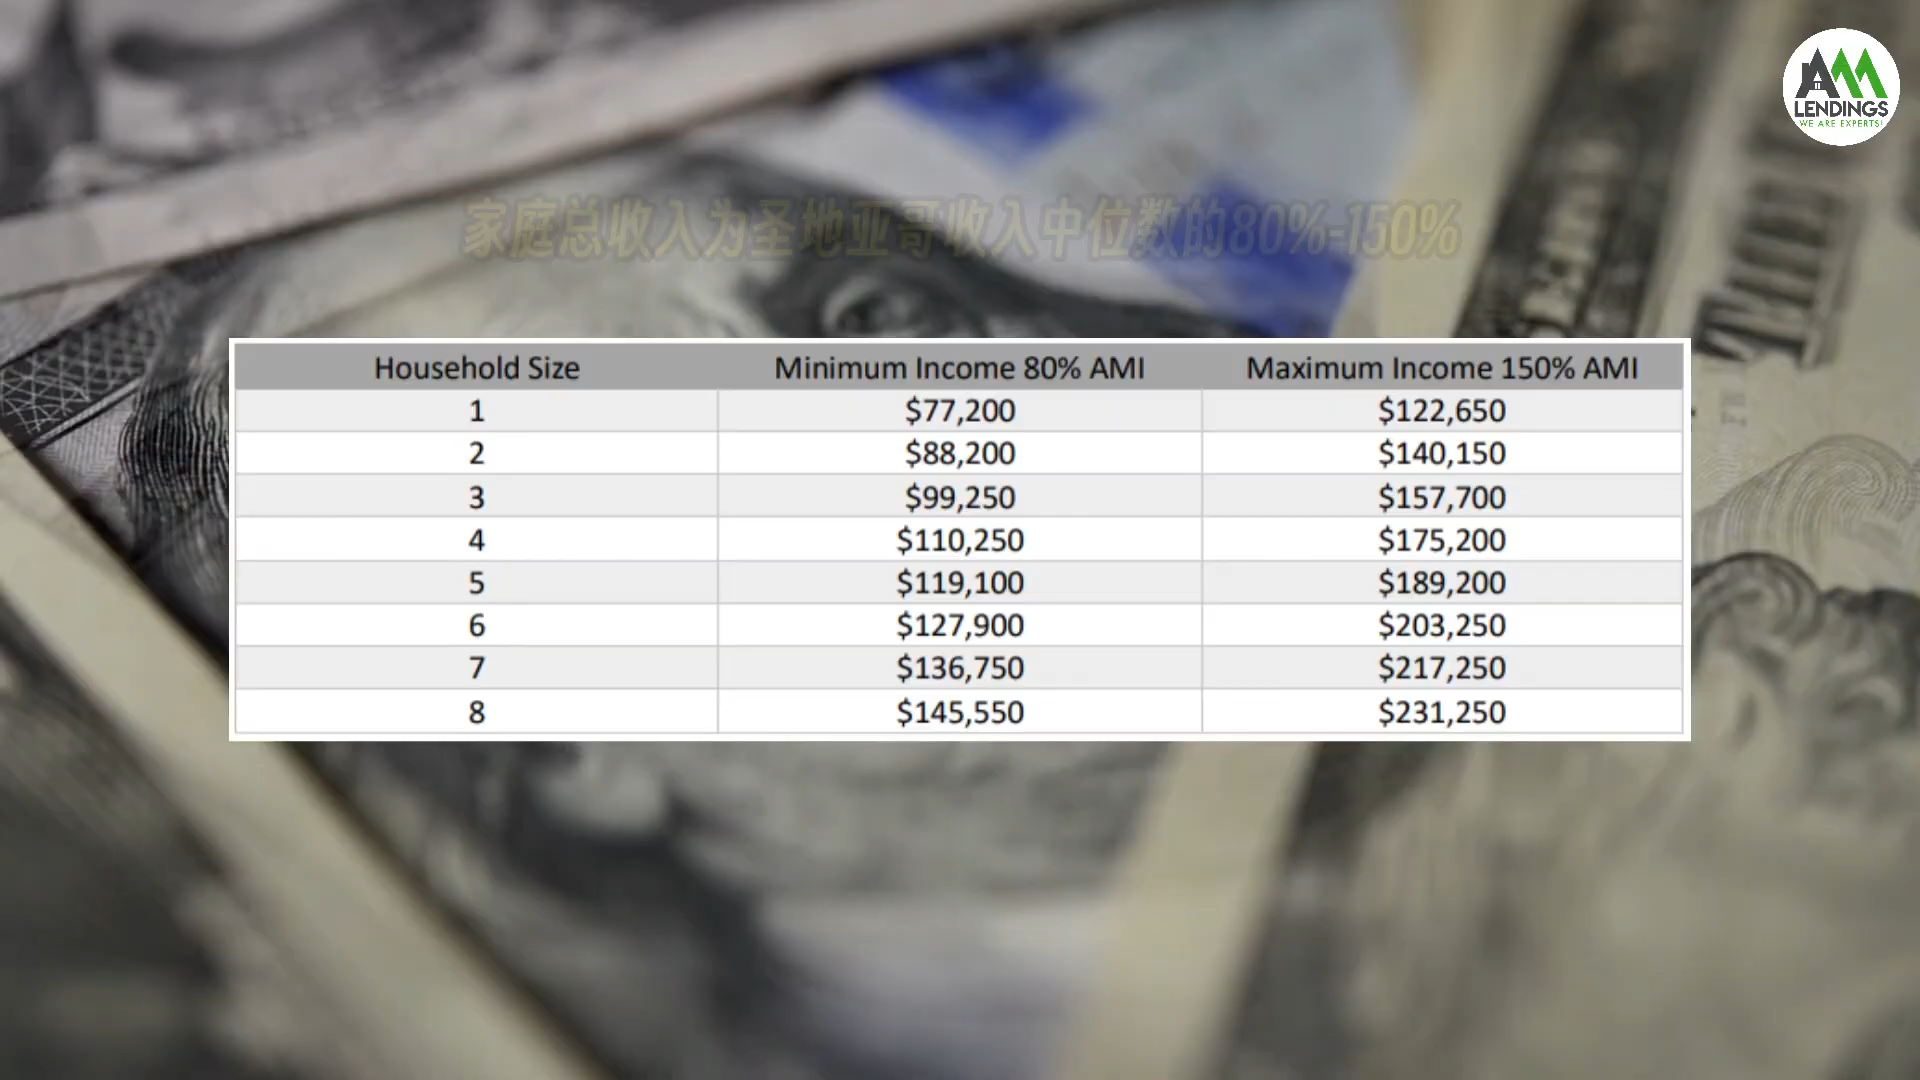 AM
LENDINGS
WE ARE EXPERTS!
家庭总收入为圣地亚哥收入中位数的80%-150%
Household Size Minimum Income 80% AMI Maximum Income 150% AMI
1 $77,200 $122,650
2 $88,200 $140,150
3 $99,250 $157,700
4 $110,250 $175,200
5 $119,100 $189,200
6 $127,900 $203,250
7 $136,750 $217,250
8 $145,550 $231,250